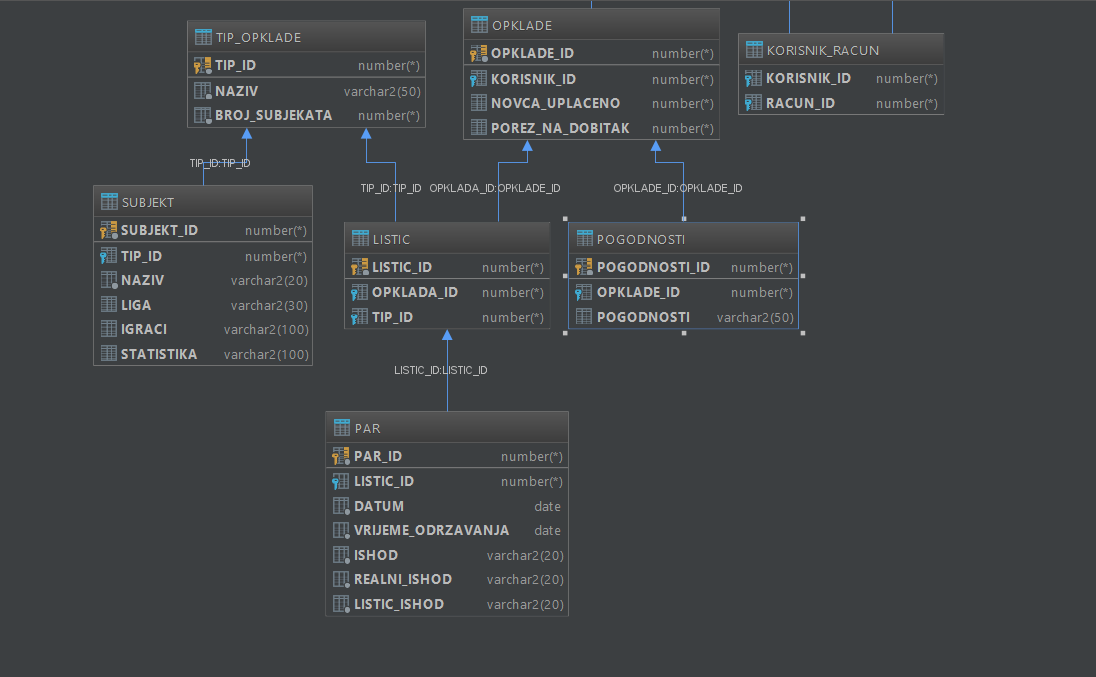 TIP_OPKLADE
TIP_ID number(*)
NAZIV varchar2(50)
BROJ_SUBJEKATA number(*)
OPKLADE
OPKLADE_ID number(*)
KORISNIK_ID number(*)
NOVCA_UPLACENO number(*)
POREZ_NA_DOBITAK number(*)
KORISNIK_RACUN
KORISNIK_ID number(*)
RACUN_ID number(*)
TIP_ID:TIP_ID
TIP_ID:TIP_ID
OPKLADA_ID:OPKLADE_ID
OPKLADE_ID:OPKLADE_ID
SUBJEKT
SUBJEKT_ID number(*)
TIP_ID number(*)
NAZIV varchar2(20)
LIGA varchar2(30)
IGRACI varchar2(100)
STATISTIKA varchar2(100)
LISTIC
LISTIC_ID number(*)
OPKLADA_ID number(*)
TIP_ID number(*)
POGODNOSTI
POGODNOSTI_ID number(*)
OPKLADE_ID number(*)
POGODNOSTI varchar2(50)
LISTIC_ID:LISTIC_ID
PAR
PAR_ID number(*)
LISTIC_ID number(*)
DATUM date
VRIJEME_ODRZAVANJA date
ISHOD varchar2(20)
REALNI_ISHOD varchar2(20)
LISTIC_ISHOD varchar2(20)